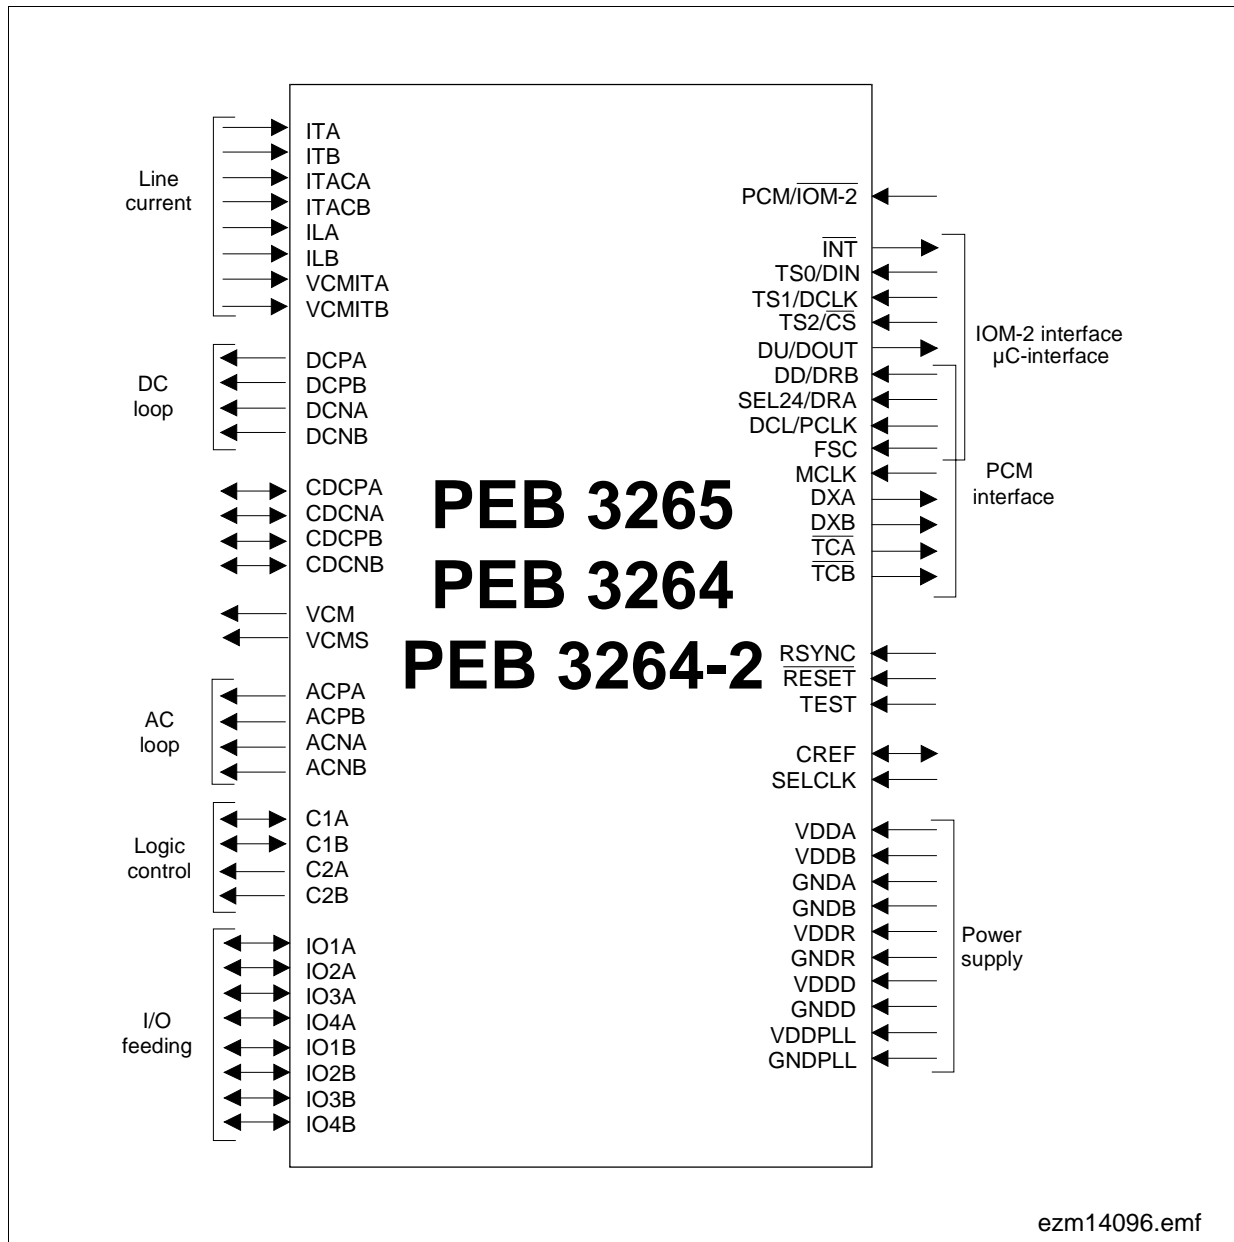 Line
current
ITA
ITB
ITACA
ITACB
ILA
ILB
VCMITA
VCMITB
DC
loop
DCPA
DCPB
DCNA
DCNB
CDCPA
CDCNA
CDCPB
CDCNB
VCM
VCMS
AC
loop
ACPA
ACPB
ACNA
ACNB
Logic
control
C1A
C1B
C2A
C2B
I/O
feeding
IO1A
IO2A
IO3A
IO4A
IO1B
IO2B
IO3B
IO4B
PEB 3265
PEB 3264
PEB 3264-2
PCM/IOM-2
INT
TS0/DIN
TS1/DCLK
TS2/CS
DU/DOUT
DD/DRB
SEL24/DRA
DCL/PCLK
FSC
MCLK
DXA
DXB
TCA
TCB
IOM-2 interface
µC-interface
PCM
interface
RSYNC
RESET
TEST
CREF
SELCLK
VDDA
VDDB
GNDA
GNDB
VDDR
GNDR
VDDD
GNDD
VDDPLL
GNDPLL
Power
supply
ezm14096.emf